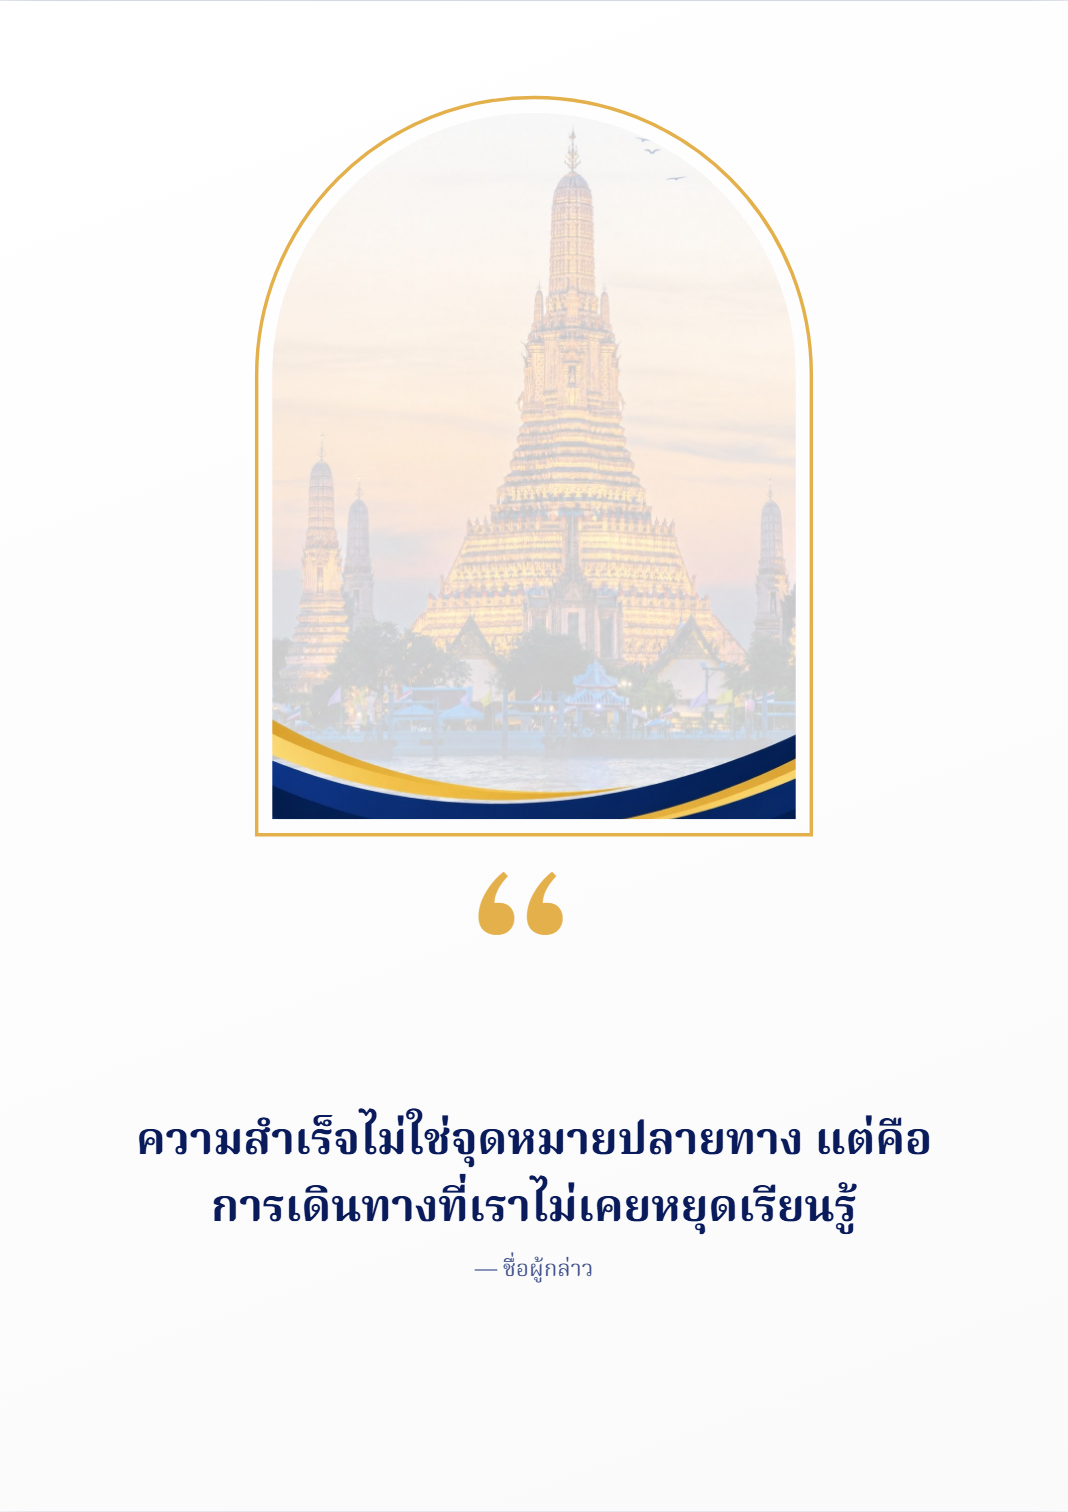 “
ความสำเร็จไม่ใช่จุดหมายปลายทาง แต่คือ
การเดินทางที่เราไม่เคยหยุดเรียนรู้
— ชื่อผู้กล่าว